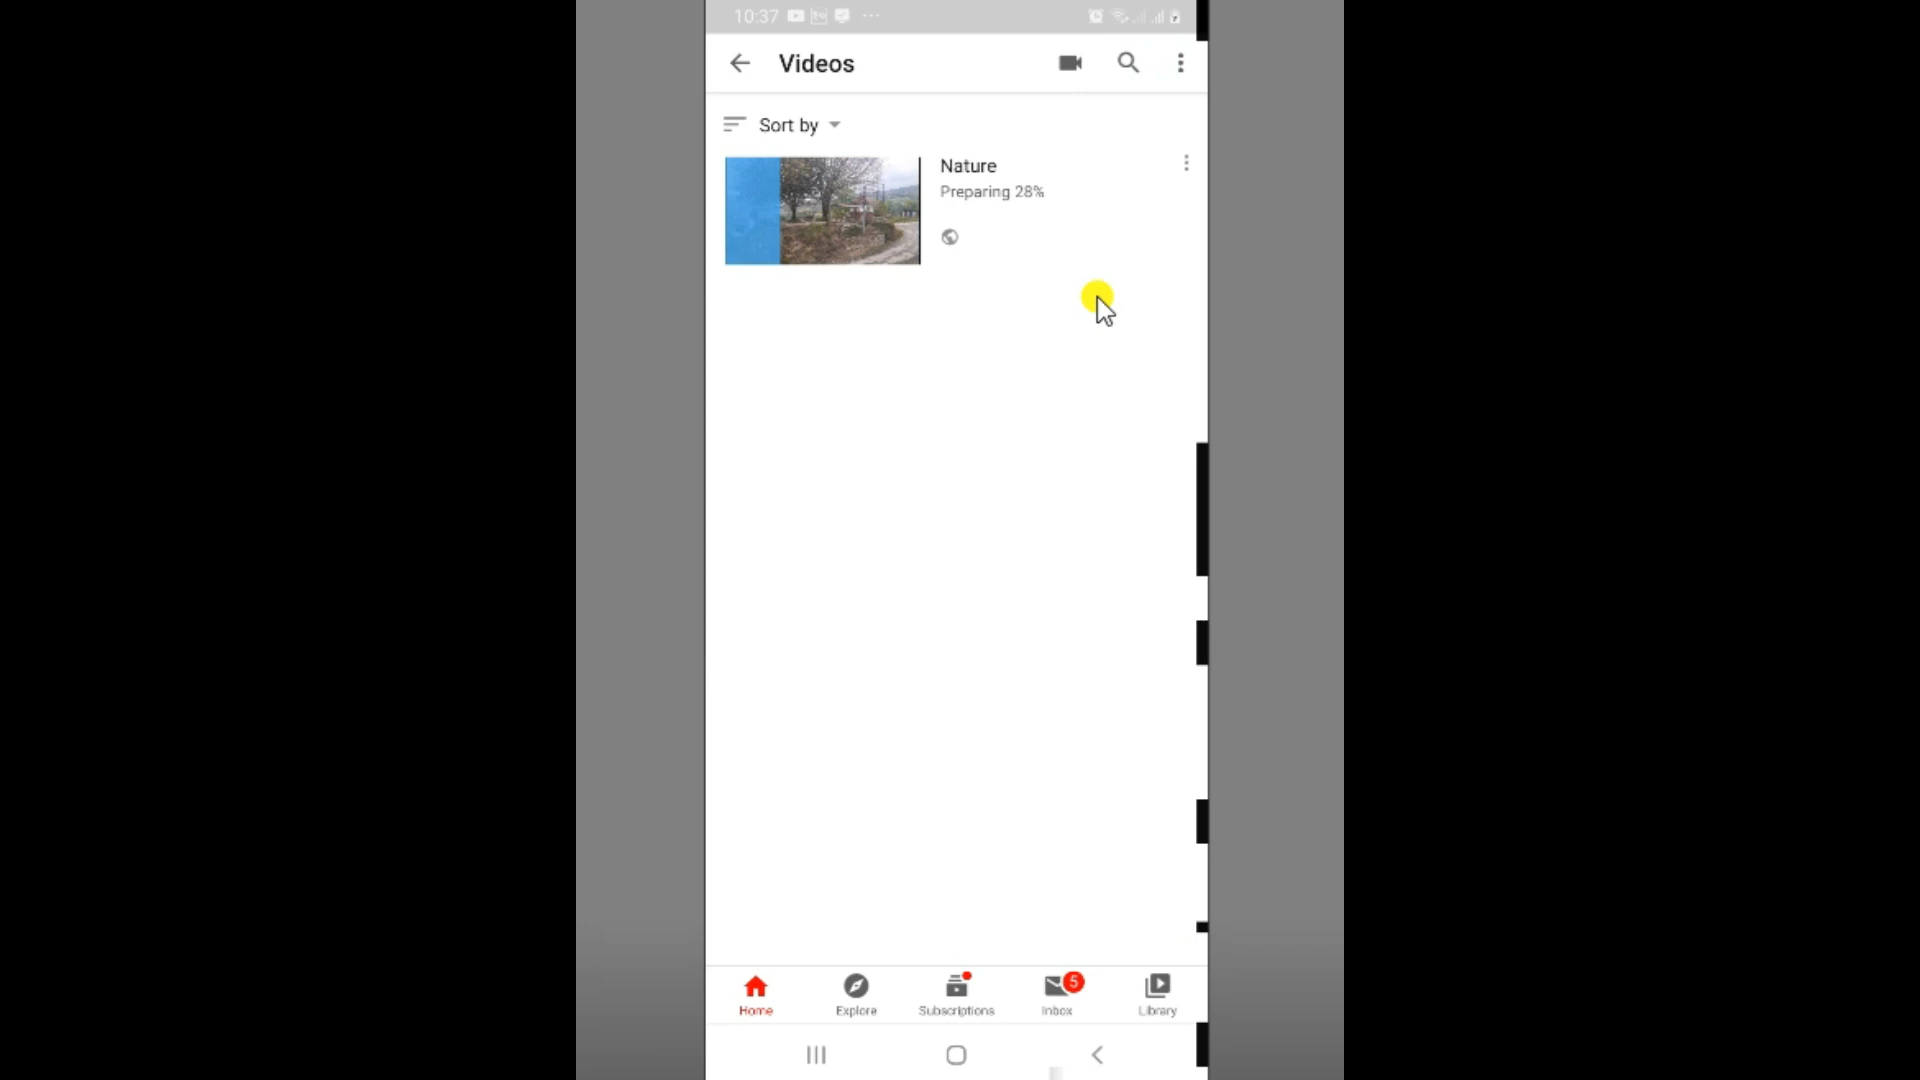 10:37
Videos
Sort by
Nature
Preparing 28%
5
Home
Explore
Subscriptions
Inbox
Library